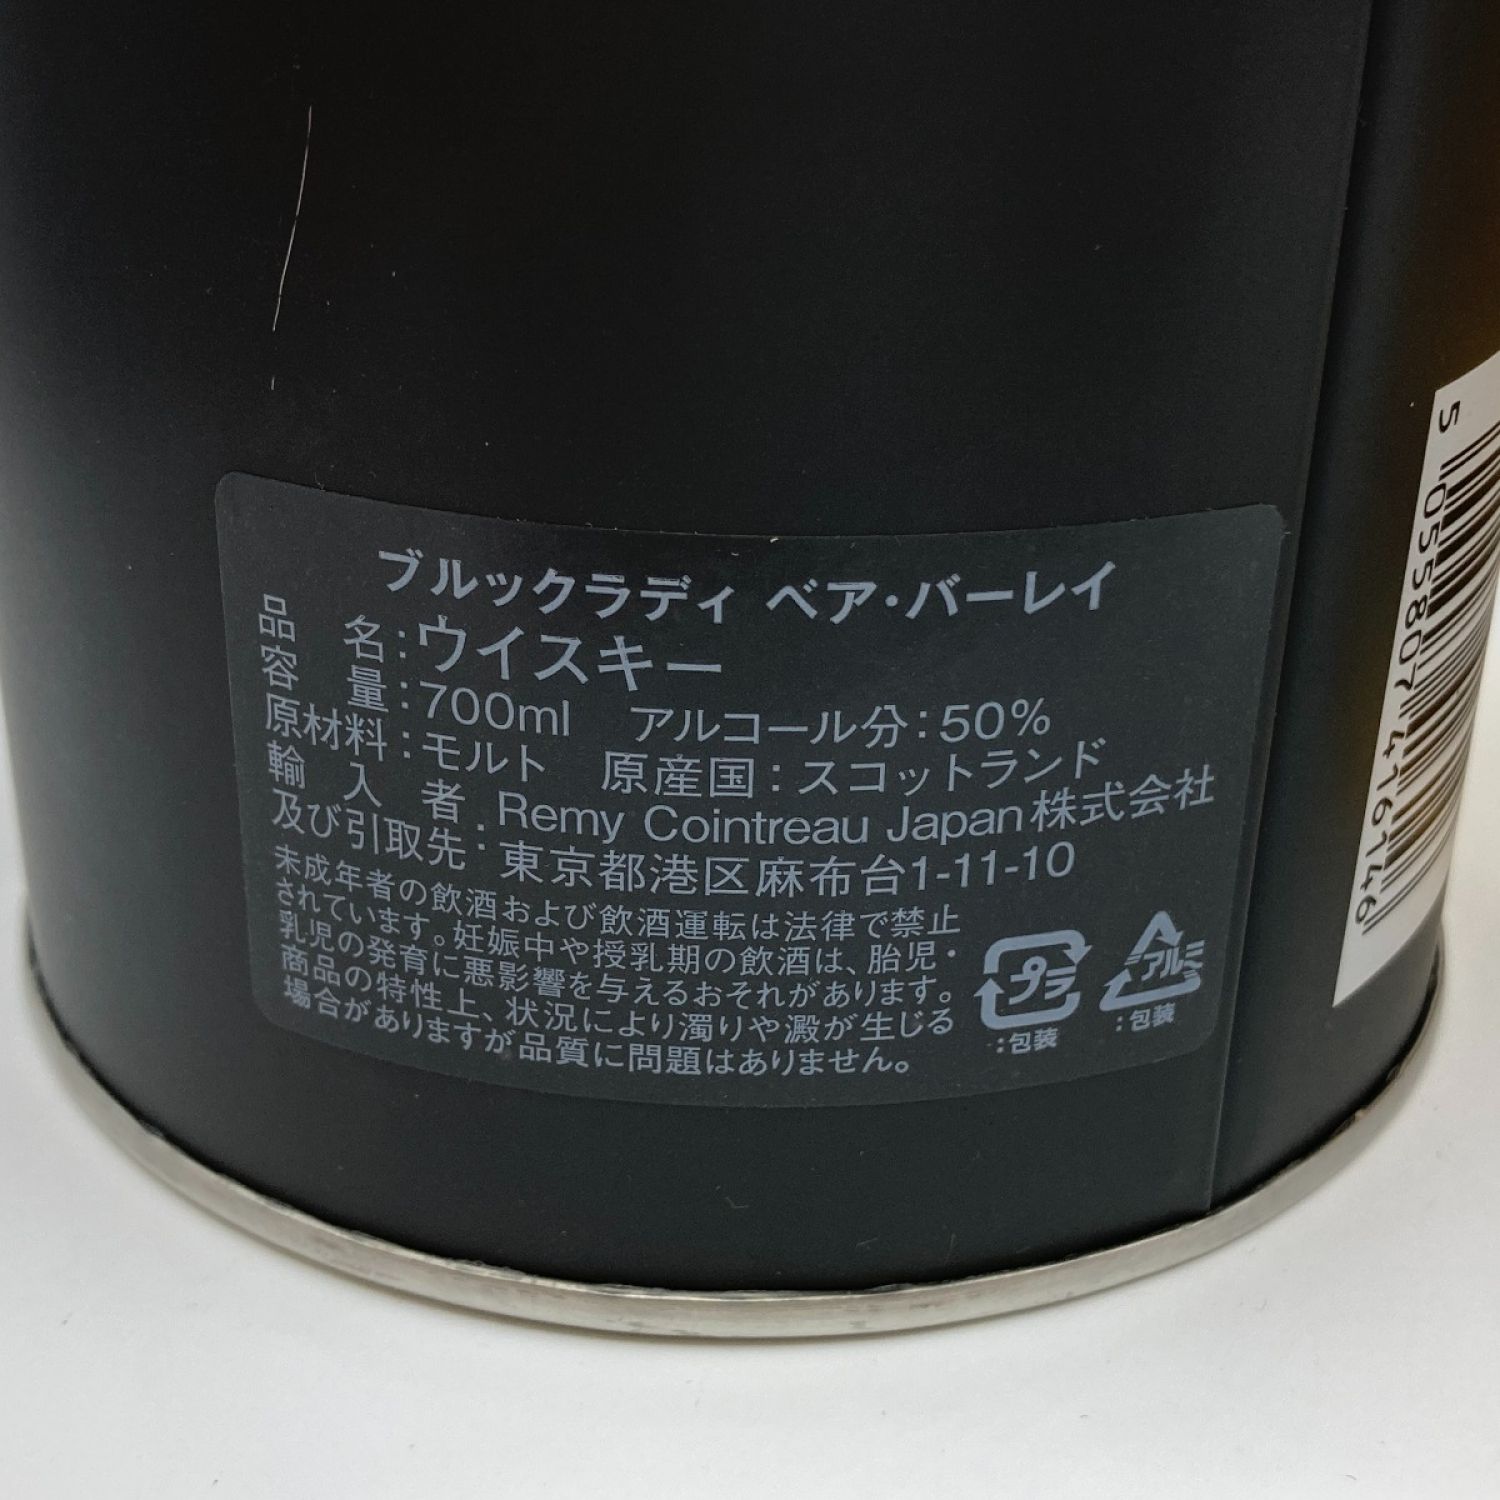 ブルックラディ ベア・バーレイ
品名：ウイスキー
容量：700ml アルコール分：50%
原材料：モルト 原産国：スコットランド
輸入者 及び引取先：Remy Cointreau Japan株式会社
東京都港区麻布台1-11-10
未成年者の飲酒および飲酒運転は法律で禁止
されています。妊娠中や授乳期の飲酒は、胎児・
乳児の発育に悪影響を与えるおそれがあります。
商品の特性上、状況により濁りや澱が生じる
場合がありますが品質に問題はありません。
プラ
：包装
アルミ
：包装
5 055807 416146